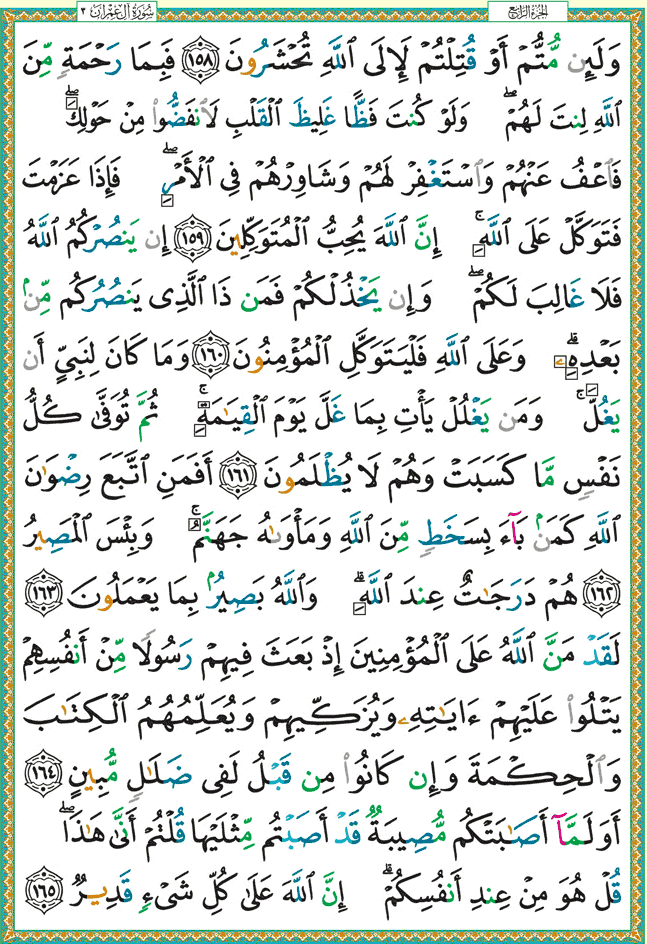 الجزء الرابع
سورة آل عمران ٣
وَلَئِن مُّتُّمْ أَوْ قُتِلْتُمْ لَإِلَى ٱللَّهِ تُحْشَرُونَ ١٥٨ فَبِمَا رَحْمَةٍ مِّنَ
ٱللَّهِ لِنتَ لَهُمْ ۖ وَلَوْ كُنتَ فَظًّا غَلِيظَ ٱلْقَلْبِ لَٱنفَضُّوا۟ مِنْ حَوْلِكَ ۖ
فَٱعْفُ عَنْهُمْ وَٱسْتَغْفِرْ لَهُمْ وَشَاوِرْهُمْ فِى ٱلْأَمْرِ ۖ فَإِذَا عَزَمْتَ
فَتَوَكَّلْ عَلَى ٱللَّهِ ۚ إِنَّ ٱللَّهَ يُحِبُّ ٱلْمُتَوَكِّلِينَ ١٥٩ إِن يَنصُرْكُمُ ٱللَّهُ
فَلَا غَالِبَ لَكُمْ ۖ وَإِن يَخْذُلْكُمْ فَمَن ذَا ٱلَّذِى يَنصُرُكُم مِّنۢ
بَعْدِهِۦ ۗ وَعَلَى ٱللَّهِ فَلْيَتَوَكَّلِ ٱلْمُؤْمِنُونَ ١٦٠ وَمَا كَانَ لِنَبِىٍّ أَن
يَغُلَّ ۚ وَمَن يَغْلُلْ يَأْتِ بِمَا غَلَّ يَوْمَ ٱلْقِيَـٰمَةِ ۚ ثُمَّ تُوَفَّىٰ كُلُّ
نَفْسٍ مَّا كَسَبَتْ وَهُمْ لَا يُظْلَمُونَ ١٦١ أَفَمَنِ ٱتَّبَعَ رِضْوَٰنَ
ٱللَّهِ كَمَنۢ بَآءَ بِسَخَطٍ مِّنَ ٱللَّهِ وَمَأْوَىٰهُ جَهَنَّمُ ۚ وَبِئْسَ ٱلْمَصِيرُ
١٦٢ هُمْ دَرَجَـٰتٌ عِندَ ٱللَّهِ ۗ وَٱللَّهُ بَصِيرٌۢ بِمَا يَعْمَلُونَ ١٦٣
لَقَدْ مَنَّ ٱللَّهُ عَلَى ٱلْمُؤْمِنِينَ إِذْ بَعَثَ فِيهِمْ رَسُولًا مِّنْ أَنفُسِهِمْ
يَتْلُوا۟ عَلَيْهِمْ ءَايَـٰتِهِۦ وَيُزَكِّيهِمْ وَيُعَلِّمُهُمُ ٱلْكِتَـٰبَ
وَٱلْحِكْمَةَ وَإِن كَانُوا۟ مِن قَبْلُ لَفِى ضَلَـٰلٍ مُّبِينٍ ١٦٤
أَوَلَمَّآ أَصَـٰبَتْكُم مُّصِيبَةٌ قَدْ أَصَبْتُم مِّثْلَيْهَا قُلْتُمْ أَنَّىٰ هَـٰذَا ۖ
قُلْ هُوَ مِنْ عِندِ أَنفُسِكُمْ ۗ إِنَّ ٱللَّهَ عَلَىٰ كُلِّ شَىْءٍ قَدِيرٌ ١٦٥